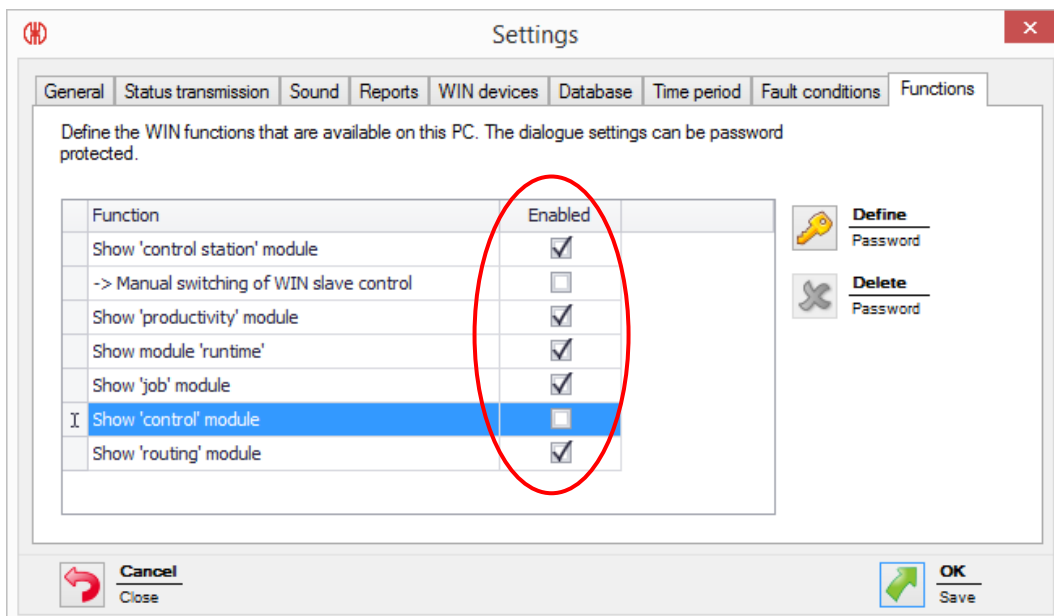 Settings
General Status transmission Sound Reports WIN devices Database Time period Fault conditions Functions
Define the WIN functions that are available on this PC. The dialogue settings can be password
protected.
Function Enabled
Show 'control station' module
-> Manual switching of WIN slave control
Show 'productivity' module
Show module 'runtime'
Show 'job' module
Show 'control' module
Show 'routing' module
Define
Password
Delete
Password
Cancel
Close
OK
Save